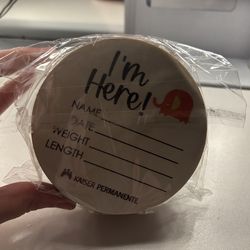 I'm
Here!
NAME
DATE
WEIGHT
LENGTH
KAISER PERMANENTE